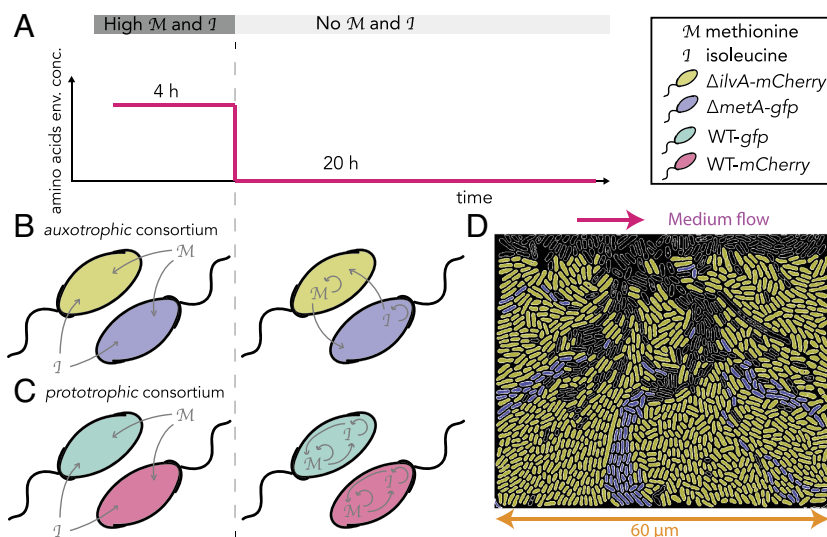 A
High ℳ and ℐ
No ℳ and ℐ
amino acids env. conc.
4 h
20 h
time
ℳ methionine
ℐ isoleucine
ΔilvA-mCherry
ΔmetA-gfp
WT-gfp
WT-mCherry
B
auxotrophic consortium
ℳ
ℐ
ℳ
ℐ
C
prototrophic consortium
ℳ
ℐ
ℐ
ℳ
ℐ
ℳ
D
Medium flow
60 µm